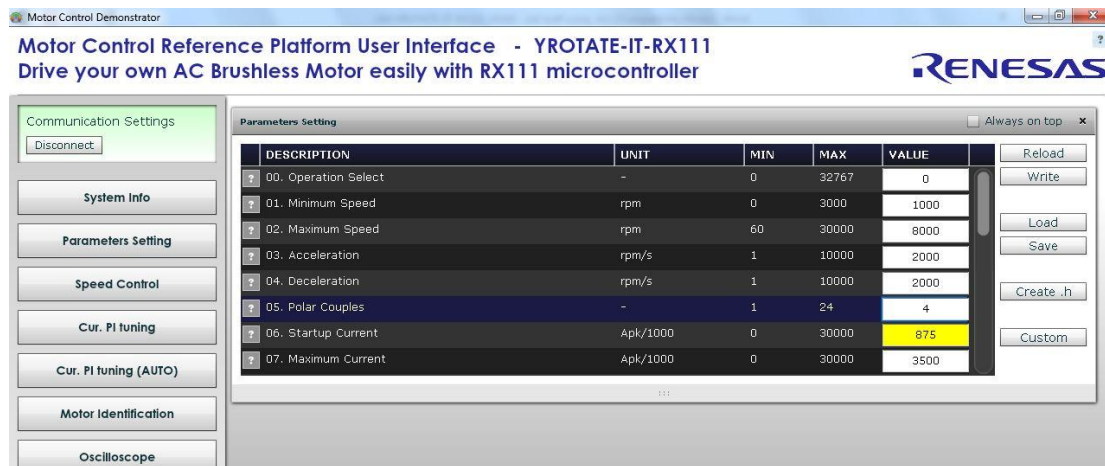 Motor Control Demonstrator
Motor Control Reference Platform User Interface - YROTATE-IT-RX111
Drive your own AC Brushless Motor easily with RX111 microcontroller
?
RENESAS
Communication Settings
Disconnect
System Info
Parameters Setting
Speed Control
Cur. PI tuning
Cur. PI tuning (AUTO)
Motor Identification
Oscilloscope
Parameters Setting
Always on top x
DESCRIPTION UNIT MIN MAX VALUE
? 00. Operation Select - 0 32767 0
? 01. Minimum Speed rpm 0 3000 1000
? 02. Maximum Speed rpm 60 30000 8000
? 03. Acceleration rpm/s 1 10000 2000
? 04. Deceleration rpm/s 1 10000 2000
? 05. Polar Couples - 1 24 4
? 06. Startup Current Apk/1000 0 30000 875
? 07. Maximum Current Apk/1000 0 30000 3500
Reload
Write
Load
Save
Create .h
Custom